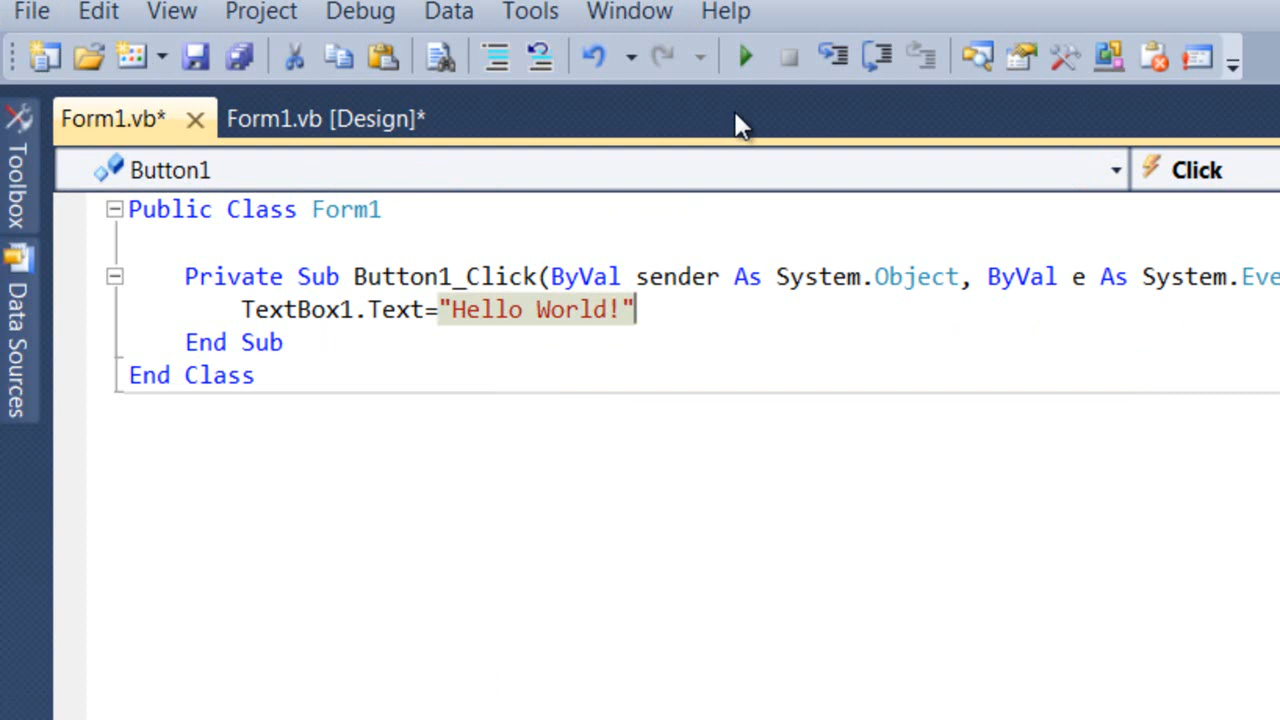 File Edit View Project Debug Data Tools Window Help
Form1.vb* Form1.vb [Design]*
Button1 Click
Toolbox
Data Sources
Public Class Form1
Private Sub Button1_Click(ByVal sender As System.Object, ByVal e As System.Eve
TextBox1.Text="Hello World!"
End Sub
End Class